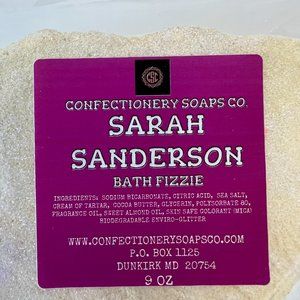 CSC
CONFECTIONERY SOAPS CO.
SARAH
SANDERSON
BATH FIZZIE
INGREDIENTS: SODIUM BICARBONATE, CITRIC ACID, SEA SALT,
CREAM OF TARTAR, COCOA BUTTER, GLYCERIN, POLYSORBATE 80,
FRAGRANCE OIL, SWEET ALMOND OIL, SKIN SAFE COLORANT (MICA)
BIODEGRADABLE ENVIRO-GLITTER
WWW.CONFECTIONERYSOAPSCO.COM
P.O. BOX 1125
DUNKIRK MD 20754
9 OZ